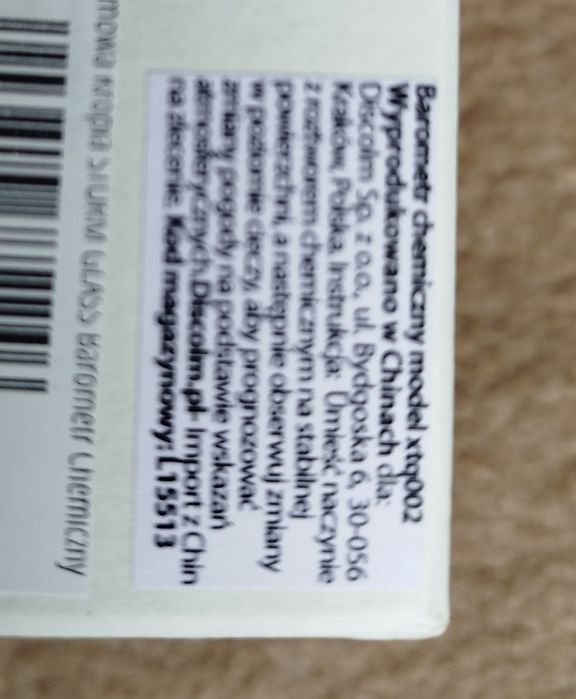 Barometr chemiczny model xtq002
Wyprodukowano w Chinach dla:
Discolm Sp. z o.o., ul. Bydgoska 6, 30-056
Kraków, Polska. Instrukcja: Umieść naczynie
z roztworem chemicznym na stabilnej
powierzchni, a następnie obserwuj zmiany
w poziomie cieczy, aby prognozować
zmiany pogody na podstawie wskazań
atmosferycznych.Discolm.pl- Import z Chin
na zlecenie. Kod magazynowy: L15513
STORM GLASS Barometr Chemiczny